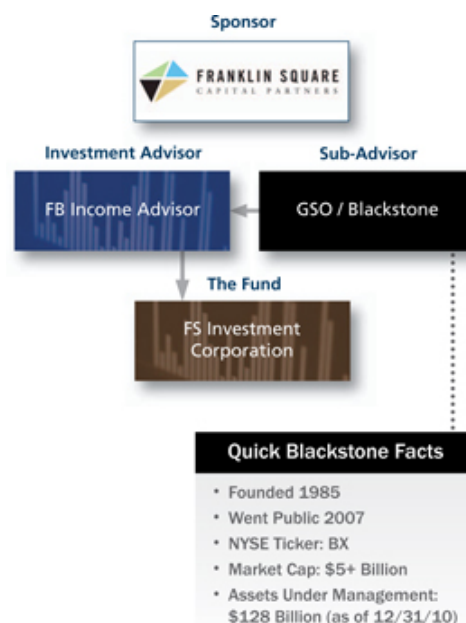 Sponsor
FRANKLIN SQUARE
CAPITAL PARTNERS
Investment Advisor
Sub-Advisor
FB Income Advisor
GSO / Blackstone
The Fund
FS Investment
Corporation
Quick Blackstone Facts
• Founded 1985
• Went Public 2007
• NYSE Ticker: BX
• Market Cap: $5+ Billion
• Assets Under Management:
$128 Billion (as of 12/31/10)